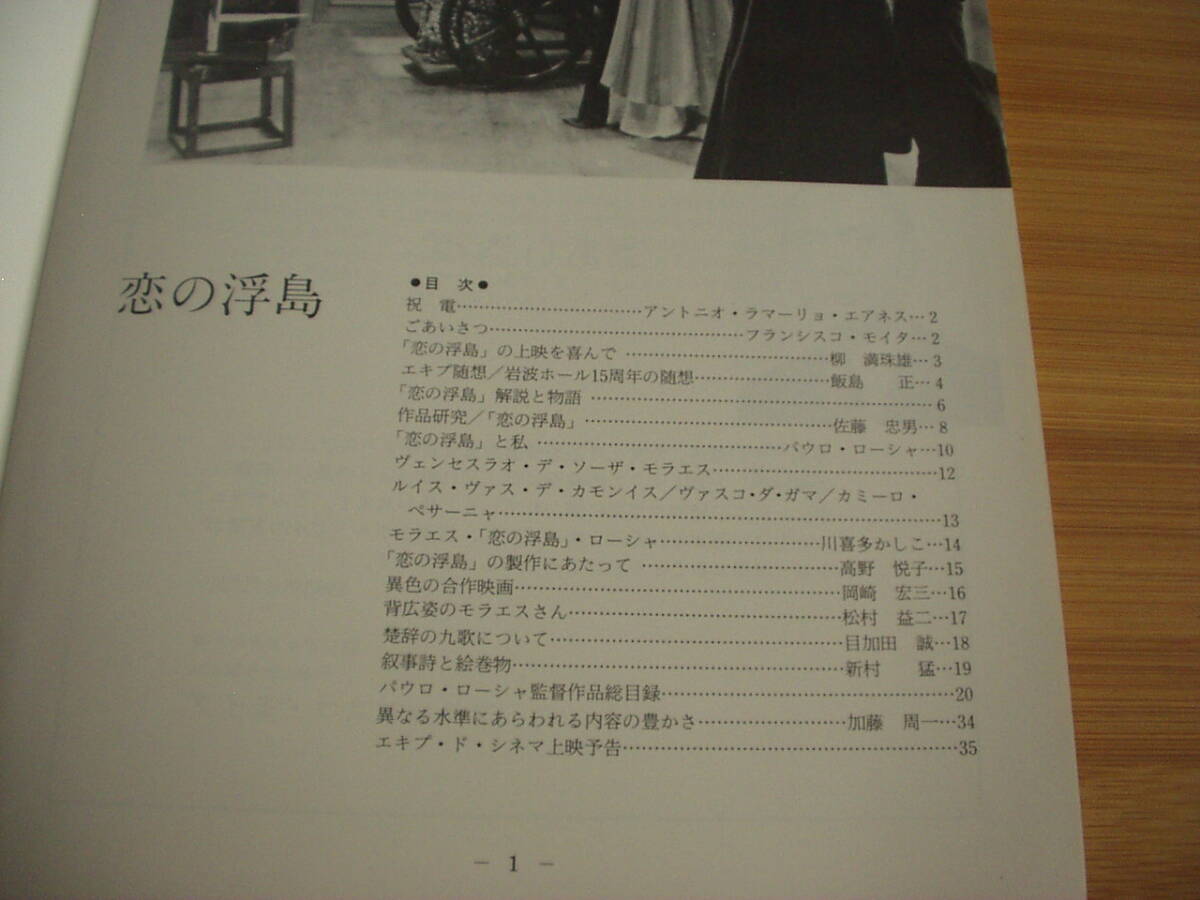 恋の浮島
●目　次●
祝　電……………………………アントニオ・ラマーリョ・エアネス…2
ごあいさつ……………………………………フランシスコ・モイタ…2
「恋の浮島」の上映を喜んで ……………………………柳　満珠雄…3
エキプ随想／岩波ホール15周年の随想…………………飯島　　正…4
「恋の浮島」解説と物語 ……………………………………………………6
作品研究／「恋の浮島」 …………………………………佐藤　忠男…8
「恋の浮島」と私 ……………………………………パウロ・ローシャ…10
ヴェンセスラオ・デ・ソーザ・モラエス…………………………………12
ルイス・ヴァス・デ・カモンイス／ヴァスコ・ダ・ガマ／カミーロ・
ペサーニャ……………………………………………………………………13
モラエス・「恋の浮島」・ローシャ………………………川喜多かしこ…14
「恋の浮島」の製作にあたって ……………………………高野　悦子…15
異色の合作映画………………………………………………岡崎　宏三…16
背広姿のモラエスさん………………………………………松村　益二…17
楚辞の九歌について…………………………………………目加田　誠…18
叙事詩と絵巻物………………………………………………新村　　猛…19
パウロ・ローシャ監督作品総目録…………………………………………20
異なる水準にあらわれる内容の豊かさ……………………加藤　周一…34
エキプ・ド・シネマ上映予告………………………………………………35
－ 1 －